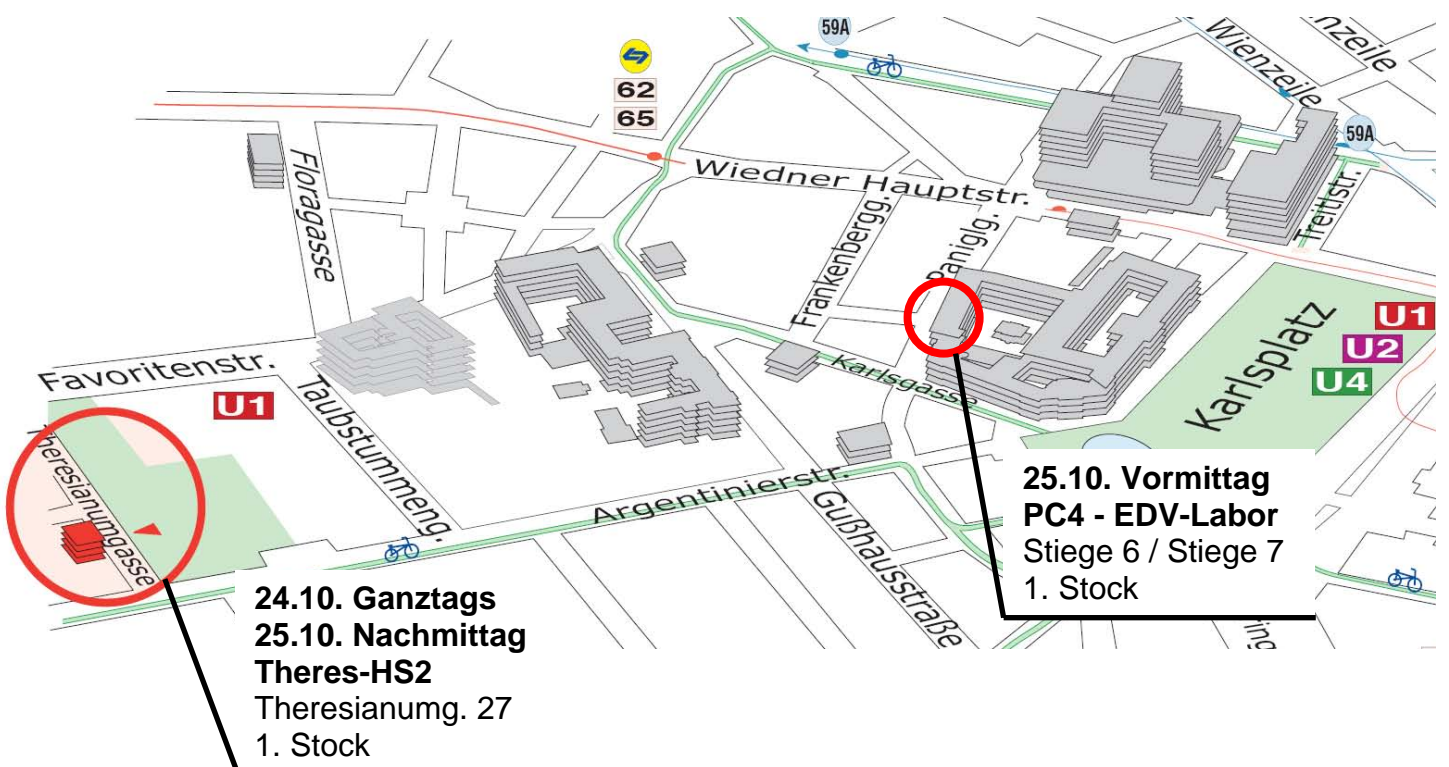 59A
Wienzeile
nzeile
62
65
59A
Floragasse
Wiedner Hauptstr.
Treitlstr.
Frankenbergg.
Paniglg.
Karlsplatz
U1
U2
U4
Favoritenstr.
U1
Taubstummeng.
Karlsgasse
Theresianumgasse
Argentinierstr.
Gußhausstraße
ring
25.10. Vormittag
PC4 - EDV-Labor
Stiege 6 / Stiege 7
1. Stock
24.10. Ganztags
25.10. Nachmittag
Theres-HS2
Theresianumg. 27
1. Stock